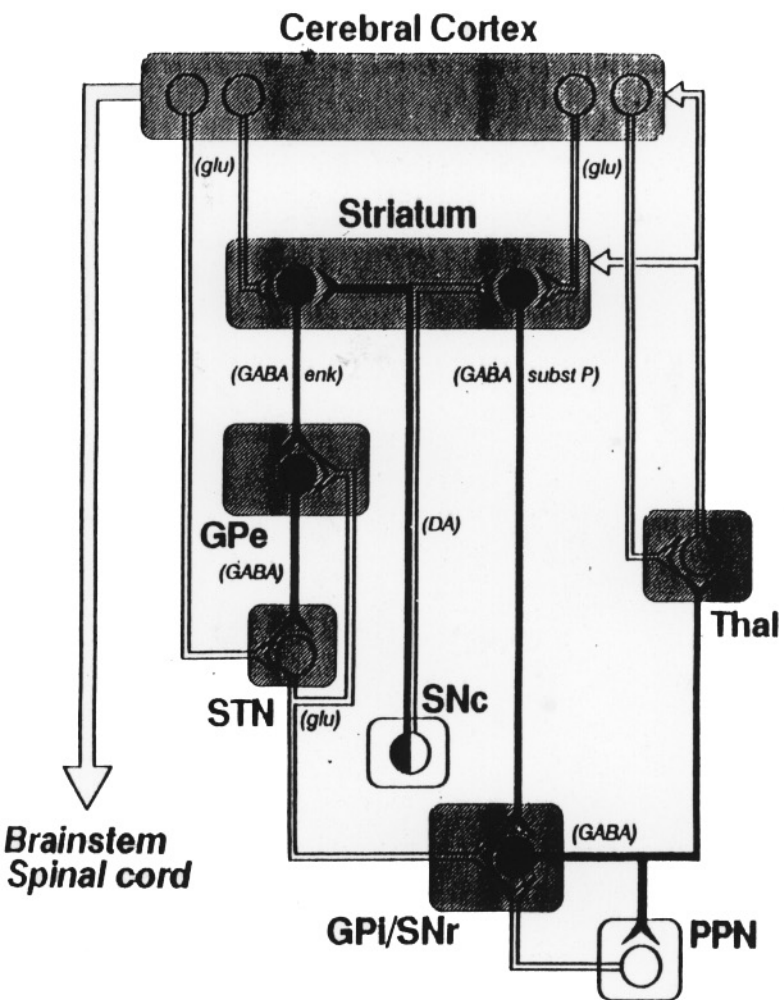 Cerebral Cortex
(glu)
(glu)
Striatum
(GABA enk)
(GABA subst P)
GPe
(DA)
(GABA)
Thal
STN
(glu)
SNc
(GABA)
Brainstem
Spinal cord
GPi/SNr
PPN